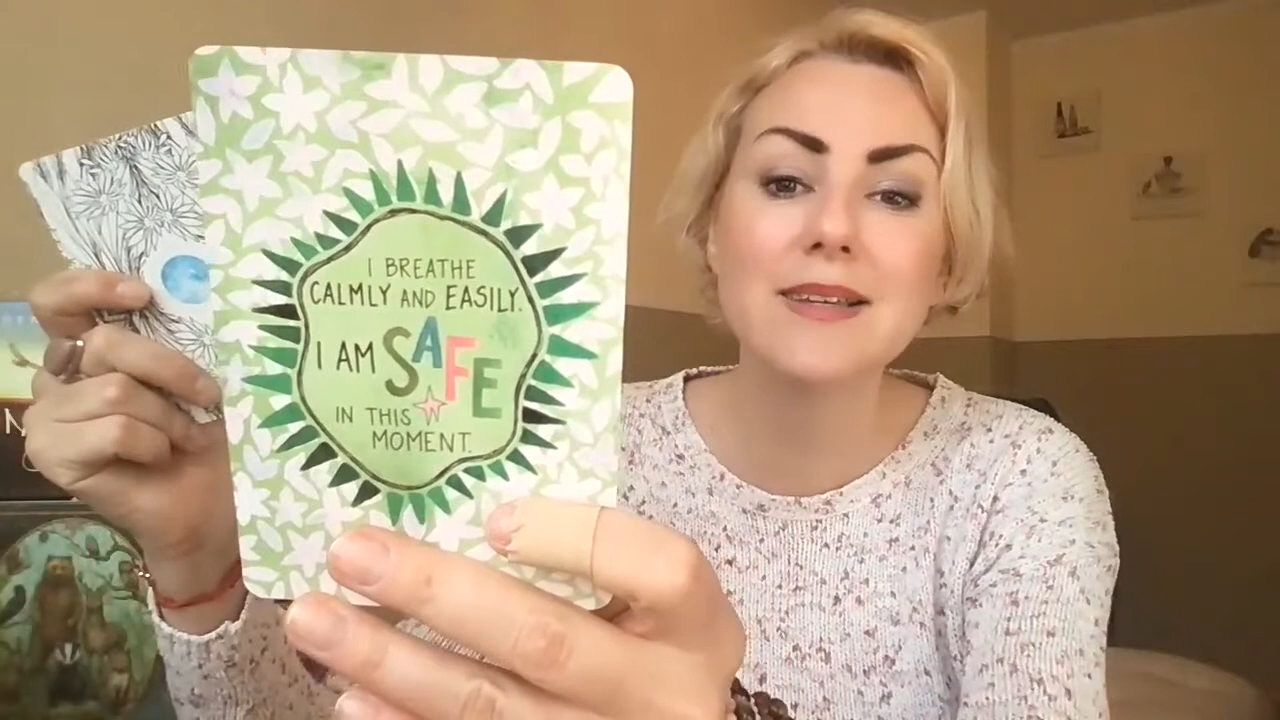 I BREATHE
CALMLY AND EASILY.
I AM SAFE
IN THIS
MOMENT.